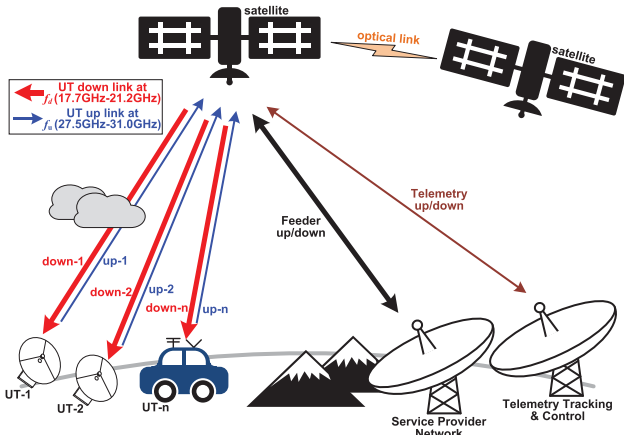 satellite
optical link
satellite
UT down link at
fd (17.7GHz-21.2GHz)
UT up link at
fu (27.5GHz-31.0GHz)
Telemetry
up/down
Feeder
up/down
down-1
up-1
down-2
up-2
down-n
up-n
UT-1
UT-2
UT-n
Service Provider
Network
Telemetry Tracking
& Control